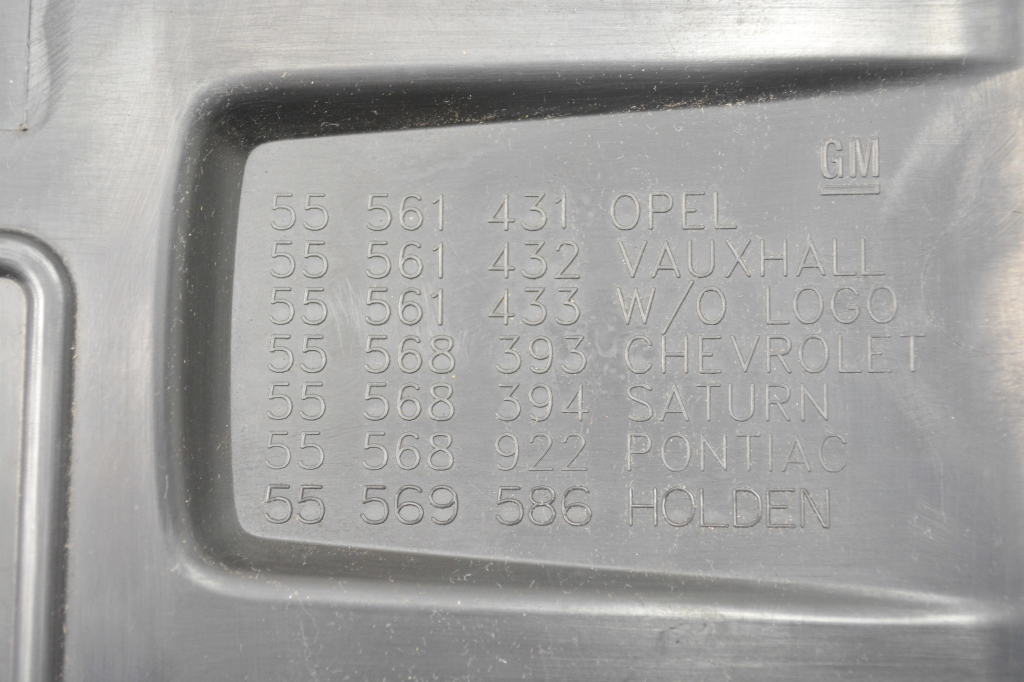 GM
55 561 431 OPEL
55 561 432 VAUXHALL
55 561 433 W/O LOGO
55 568 393 CHEVROLET
55 568 394 SATURN
55 568 922 PONTIAC
55 569 586 HOLDEN